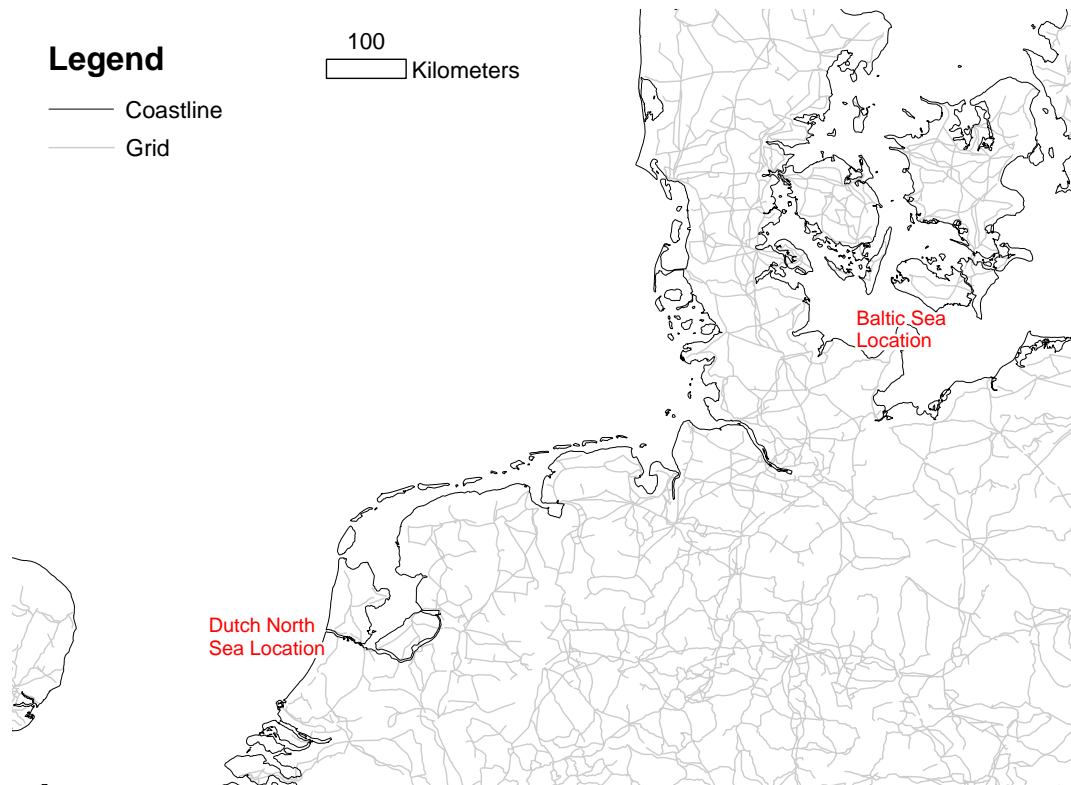 Legend
Coastline
Grid
100
Kilometers
Baltic Sea
Location
Dutch North
Sea Location